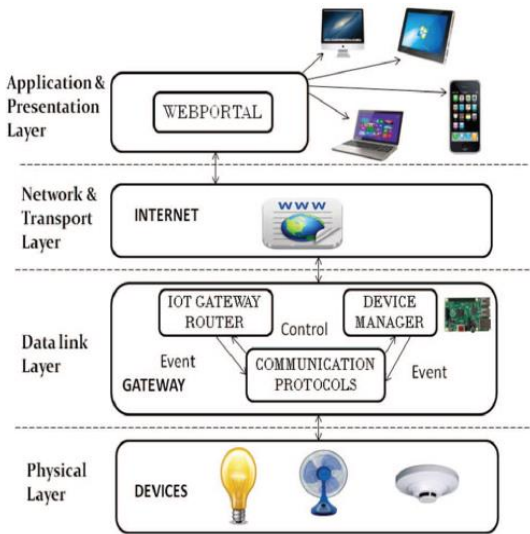 Application &
Presentation
Layer
WEBPORTAL
Network &
Transport
Layer
INTERNET
WWW
Data link
Layer
IOT GATEWAY
ROUTER
DEVICE
MANAGER
Control
Event
COMMUNICATION
PROTOCOLS
Event
GATEWAY
Physical
Layer
DEVICES